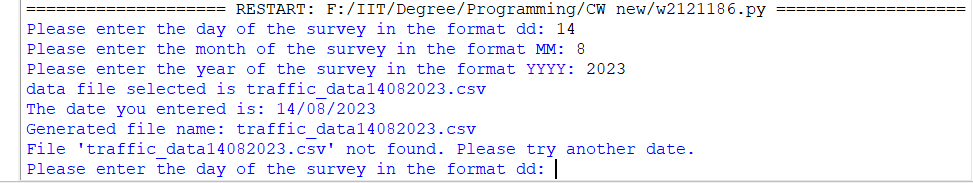 ==================== RESTART: F:/IIT/Degree/Programming/CW new/w2121186.py ===================
Please enter the day of the survey in the format dd: 14
Please enter the month of the survey in the format MM: 8
Please enter the year of the survey in the format YYYY: 2023
data file selected is traffic_data14082023.csv
The date you entered is: 14/08/2023
Generated file name: traffic_data14082023.csv
File 'traffic_data14082023.csv' not found. Please try another date.
Please enter the day of the survey in the format dd: